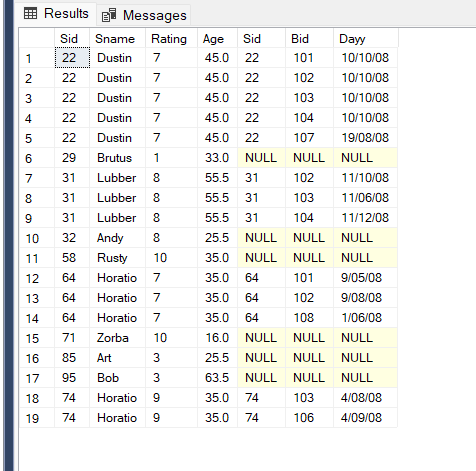 Results Messages
Sid Sname Rating Age Sid Bid Dayy
1 22 Dustin 7 45.0 22 101 10/10/08
2 22 Dustin 7 45.0 22 102 10/10/08
3 22 Dustin 7 45.0 22 103 10/10/08
4 22 Dustin 7 45.0 22 104 10/10/08
5 22 Dustin 7 45.0 22 107 19/08/08
6 29 Brutus 1 33.0 NULL NULL NULL
7 31 Lubber 8 55.5 31 102 11/10/08
8 31 Lubber 8 55.5 31 103 11/06/08
9 31 Lubber 8 55.5 31 104 11/12/08
10 32 Andy 8 25.5 NULL NULL NULL
11 58 Rusty 10 35.0 NULL NULL NULL
12 64 Horatio 7 35.0 64 101 9/05/08
13 64 Horatio 7 35.0 64 102 9/08/08
14 64 Horatio 7 35.0 64 108 1/06/08
15 71 Zorba 10 16.0 NULL NULL NULL
16 85 Art 3 25.5 NULL NULL NULL
17 95 Bob 3 63.5 NULL NULL NULL
18 74 Horatio 9 35.0 74 103 4/08/08
19 74 Horatio 9 35.0 74 106 4/09/08